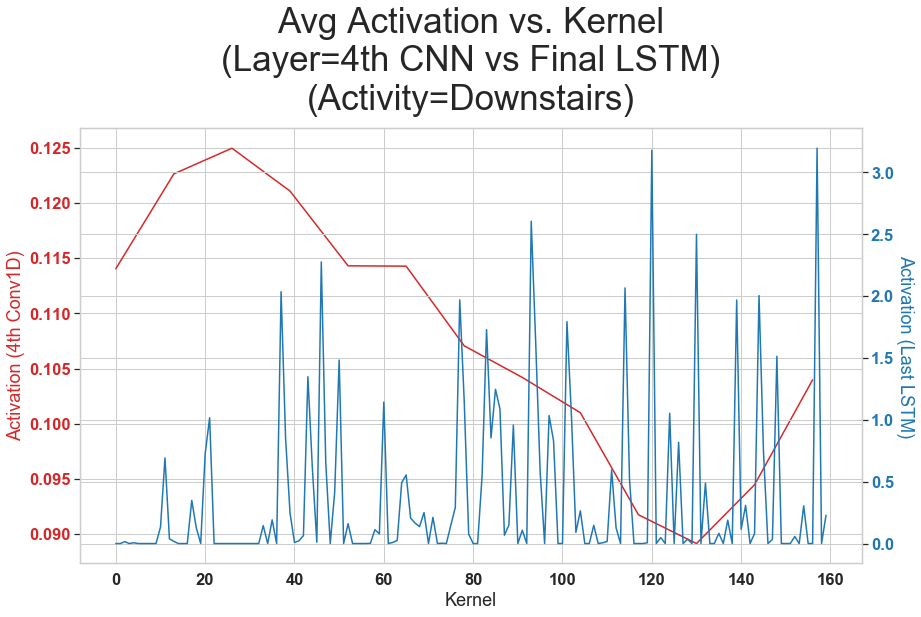 Avg Activation vs. Kernel
(Layer=4th CNN vs Final LSTM)
(Activity=Downstairs)
Activation (4th Conv1D)
0.125
0.120
0.115
0.110
0.105
0.100
0.095
0.090
3.0
2.5
2.0
1.5
1.0
0.5
0.0
Activation (Last LSTM)
0 20 40 60 80 100 120 140 160
Kernel